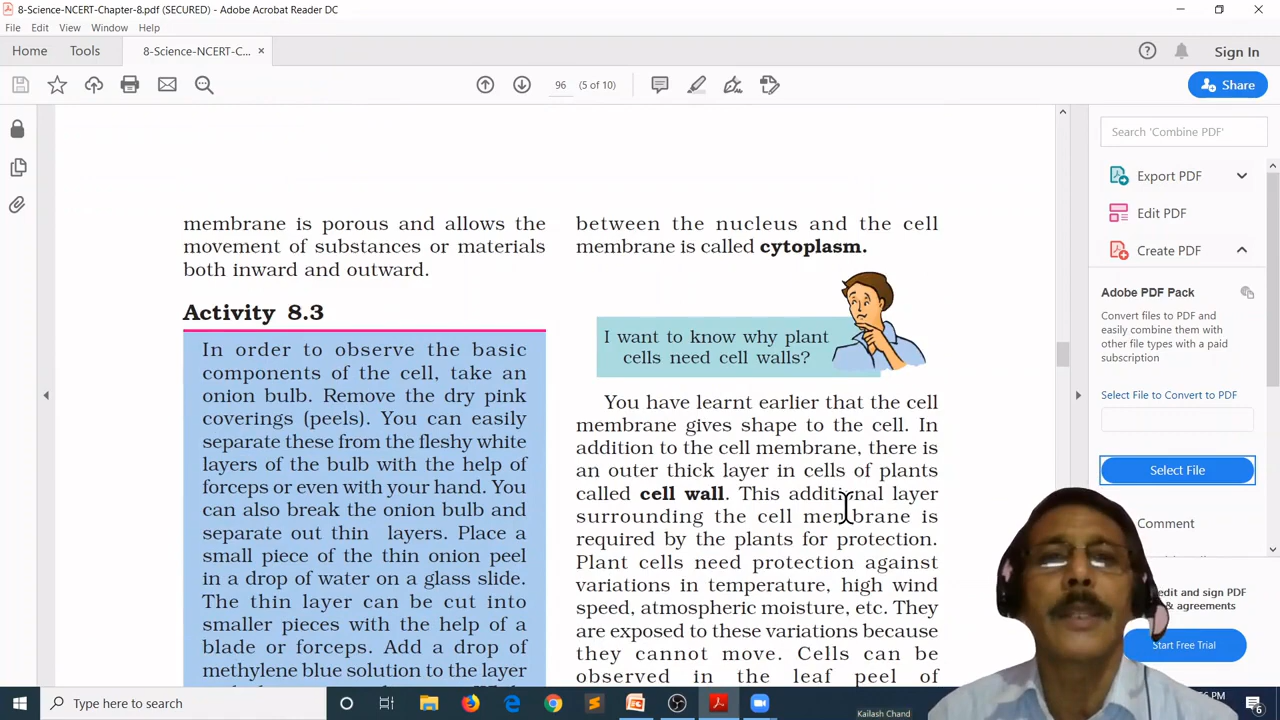 8-Science-NCERT-Chapter-8.pdf (SECURED) - Adobe Acrobat Reader DC
File Edit View Window Help
Home Tools 8-Science-NCERT-C... × Sign In
96 (5 of 10) Share
membrane is porous and allows the
movement of substances or materials
both inward and outward.
Activity 8.3
In order to observe the basic
components of the cell, take an
onion bulb. Remove the dry pink
coverings (peels). You can easily
separate these from the fleshy white
layers of the bulb with the help of
forceps or even with your hand. You
can also break the onion bulb and
separate out thin layers. Place a
small piece of the thin onion peel
in a drop of water on a glass slide.
The thin layer can be cut into
smaller pieces with the help of a
blade or forceps. Add a drop of
methylene blue solution to the layer
between the nucleus and the cell
membrane is called cytoplasm.
I want to know why plant
cells need cell walls?
You have learnt earlier that the cell
membrane gives shape to the cell. In
addition to the cell membrane, there is
an outer thick layer in cells of plants
called cell wall. This additional layer
surrounding the cell membrane is
required by the plants for protection.
Plant cells need protection against
variations in temperature, high wind
speed, atmospheric moisture, etc. They
are exposed to these variations because
they cannot move. Cells can be
observed in the leaf peel of
Search 'Combine PDF'
Export PDF
Edit PDF
Create PDF
Adobe PDF Pack
Convert files to PDF and
easily combine them with
other file types with a paid
subscription
Select File to Convert to PDF
Select File
Comment
edit and sign PDF
& agreements
Start Free Trial
Type here to search
Kailash Chand
6